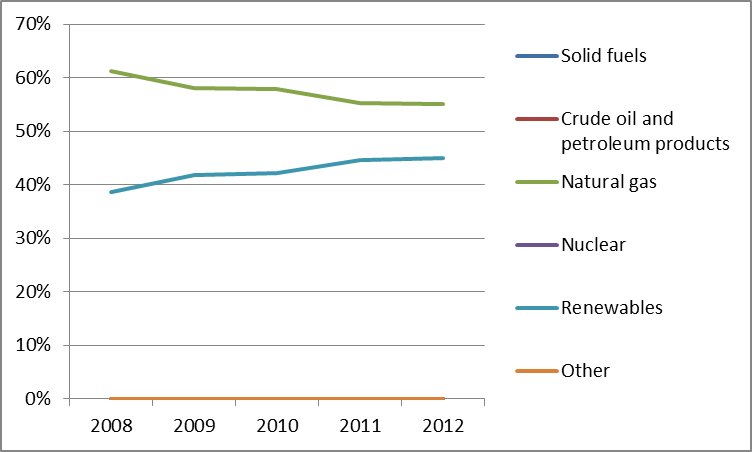 70%
60%
50%
40%
30%
20%
10%
0%
2008 2009 2010 2011 2012
Solid fuels
Crude oil and
petroleum products
Natural gas
Nuclear
Renewables
Other